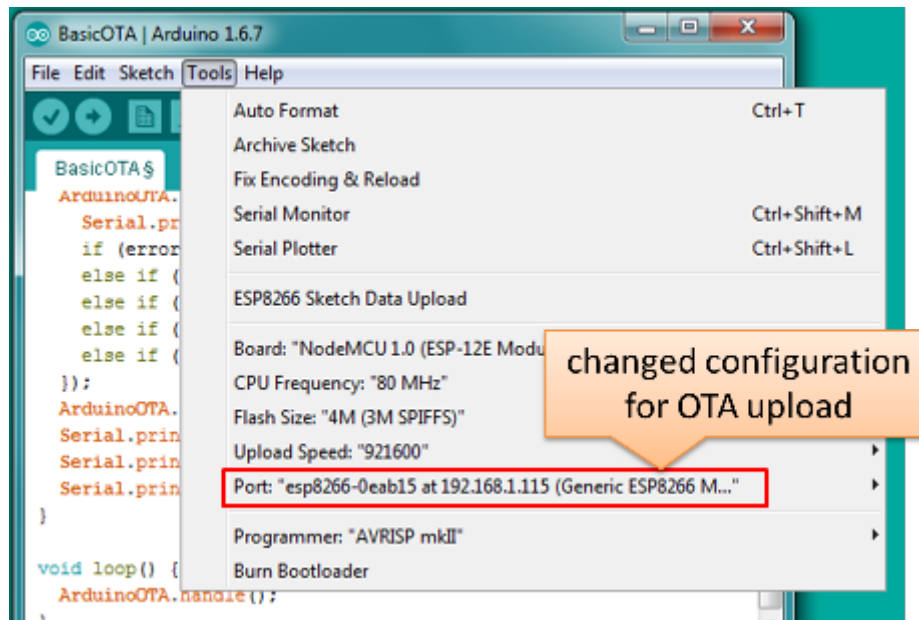 BasicOTA | Arduino 1.6.7
File Edit Sketch Tools Help
BasicOTA§
ArduinoOTA.
Serial.pr
if (error
else if (
else if (
else if (
else if (
});
ArduinoOTA.
Serial.prin
Serial.prin
Serial.prin
}
void loop() {
ArduinoOTA.handle();
Auto Format Ctrl+T
Archive Sketch
Fix Encoding & Reload
Serial Monitor Ctrl+Shift+M
Serial Plotter Ctrl+Shift+L
ESP8266 Sketch Data Upload
Board: "NodeMCU 1.0 (ESP-12E Modu
CPU Frequency: "80 MHz"
Flash Size: "4M (3M SPIFFS)"
Upload Speed: "921600"
Port: "esp8266-0eab15 at 192.168.1.115 (Generic ESP8266 M..."
Programmer: "AVRISP mkII"
Burn Bootloader
changed configuration
for OTA upload